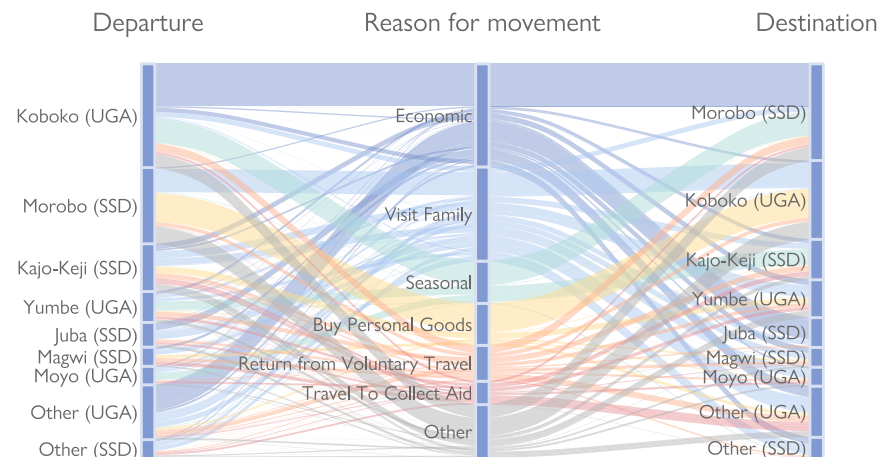 Departure
Reason for movement
Destination
Koboko (UGA)
Morobo (SSD)
Kajo-Keji (SSD)
Yumbe (UGA)
Juba (SSD)
Magwi (SSD)
Moyo (UGA)
Other (UGA)
Other (SSD)
Economic
Visit Family
Seasonal
Buy Personal Goods
Return from Voluntary Travel
Travel To Collect Aid
Other
Morobo (SSD)
Koboko (UGA)
Kajo-Keji (SSD)
Yumbe (UGA)
Juba (SSD)
Magwi (SSD)
Moyo (UGA)
Other (UGA)
Other (SSD)